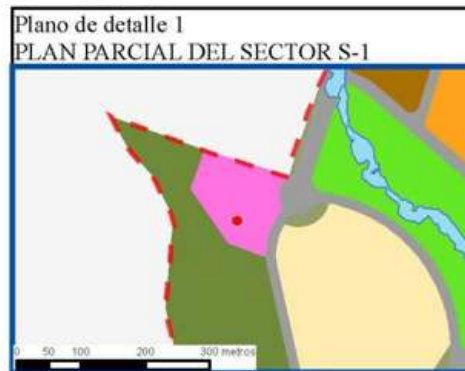 Plano de detalle 1
PLAN PARCIAL DEL SECTOR S-1
0 50 100 200 300 metros